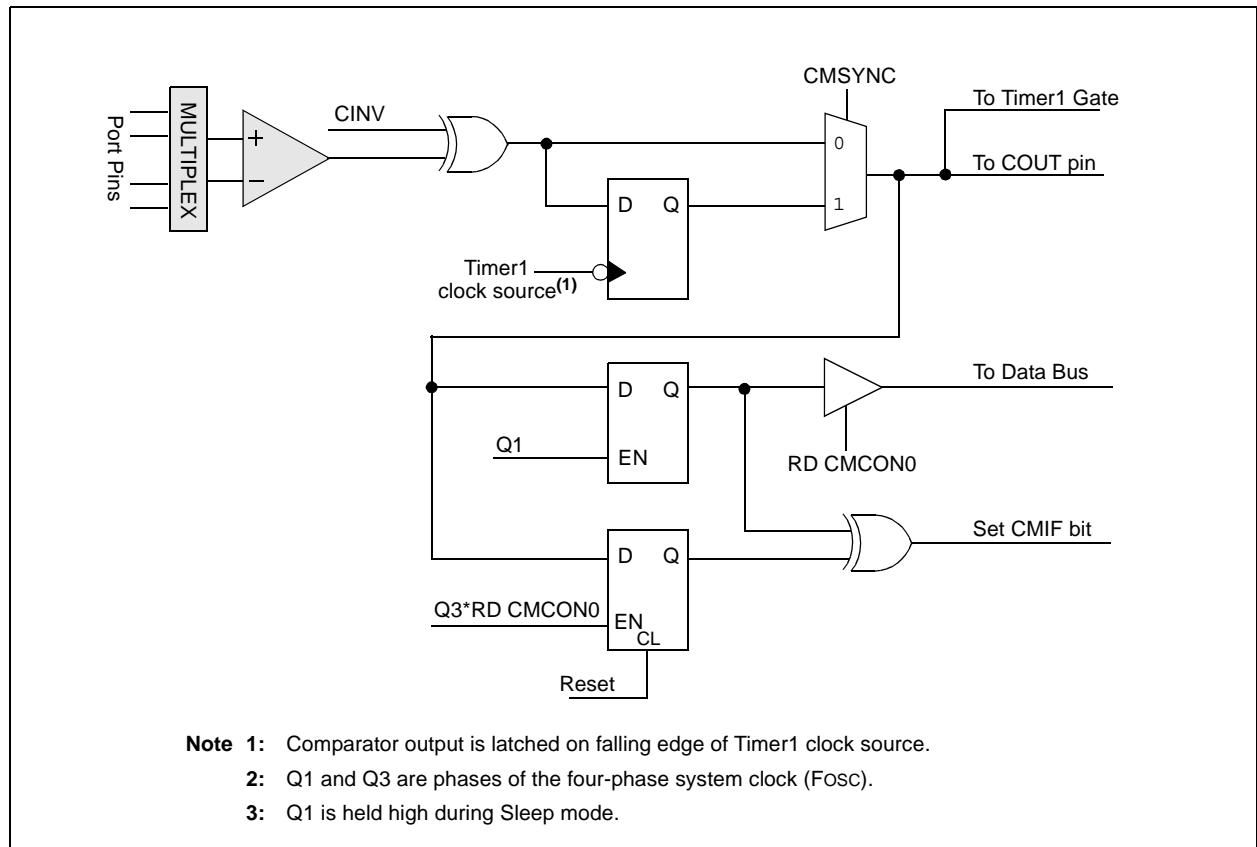 CMSYNC
To Timer1 Gate
CINV
MULTIPLEX
Port Pins
+
−
0
To COUT pin
D Q
1
Timer1
clock source(1)
D Q
To Data Bus
Q1
EN
RD CMCON0
Set CMIF bit
D Q
Q3*RD CMCON0
EN
CL
Reset
Note 1: Comparator output is latched on falling edge of Timer1 clock source.
2: Q1 and Q3 are phases of the four-phase system clock (FOSC).
3: Q1 is held high during Sleep mode.